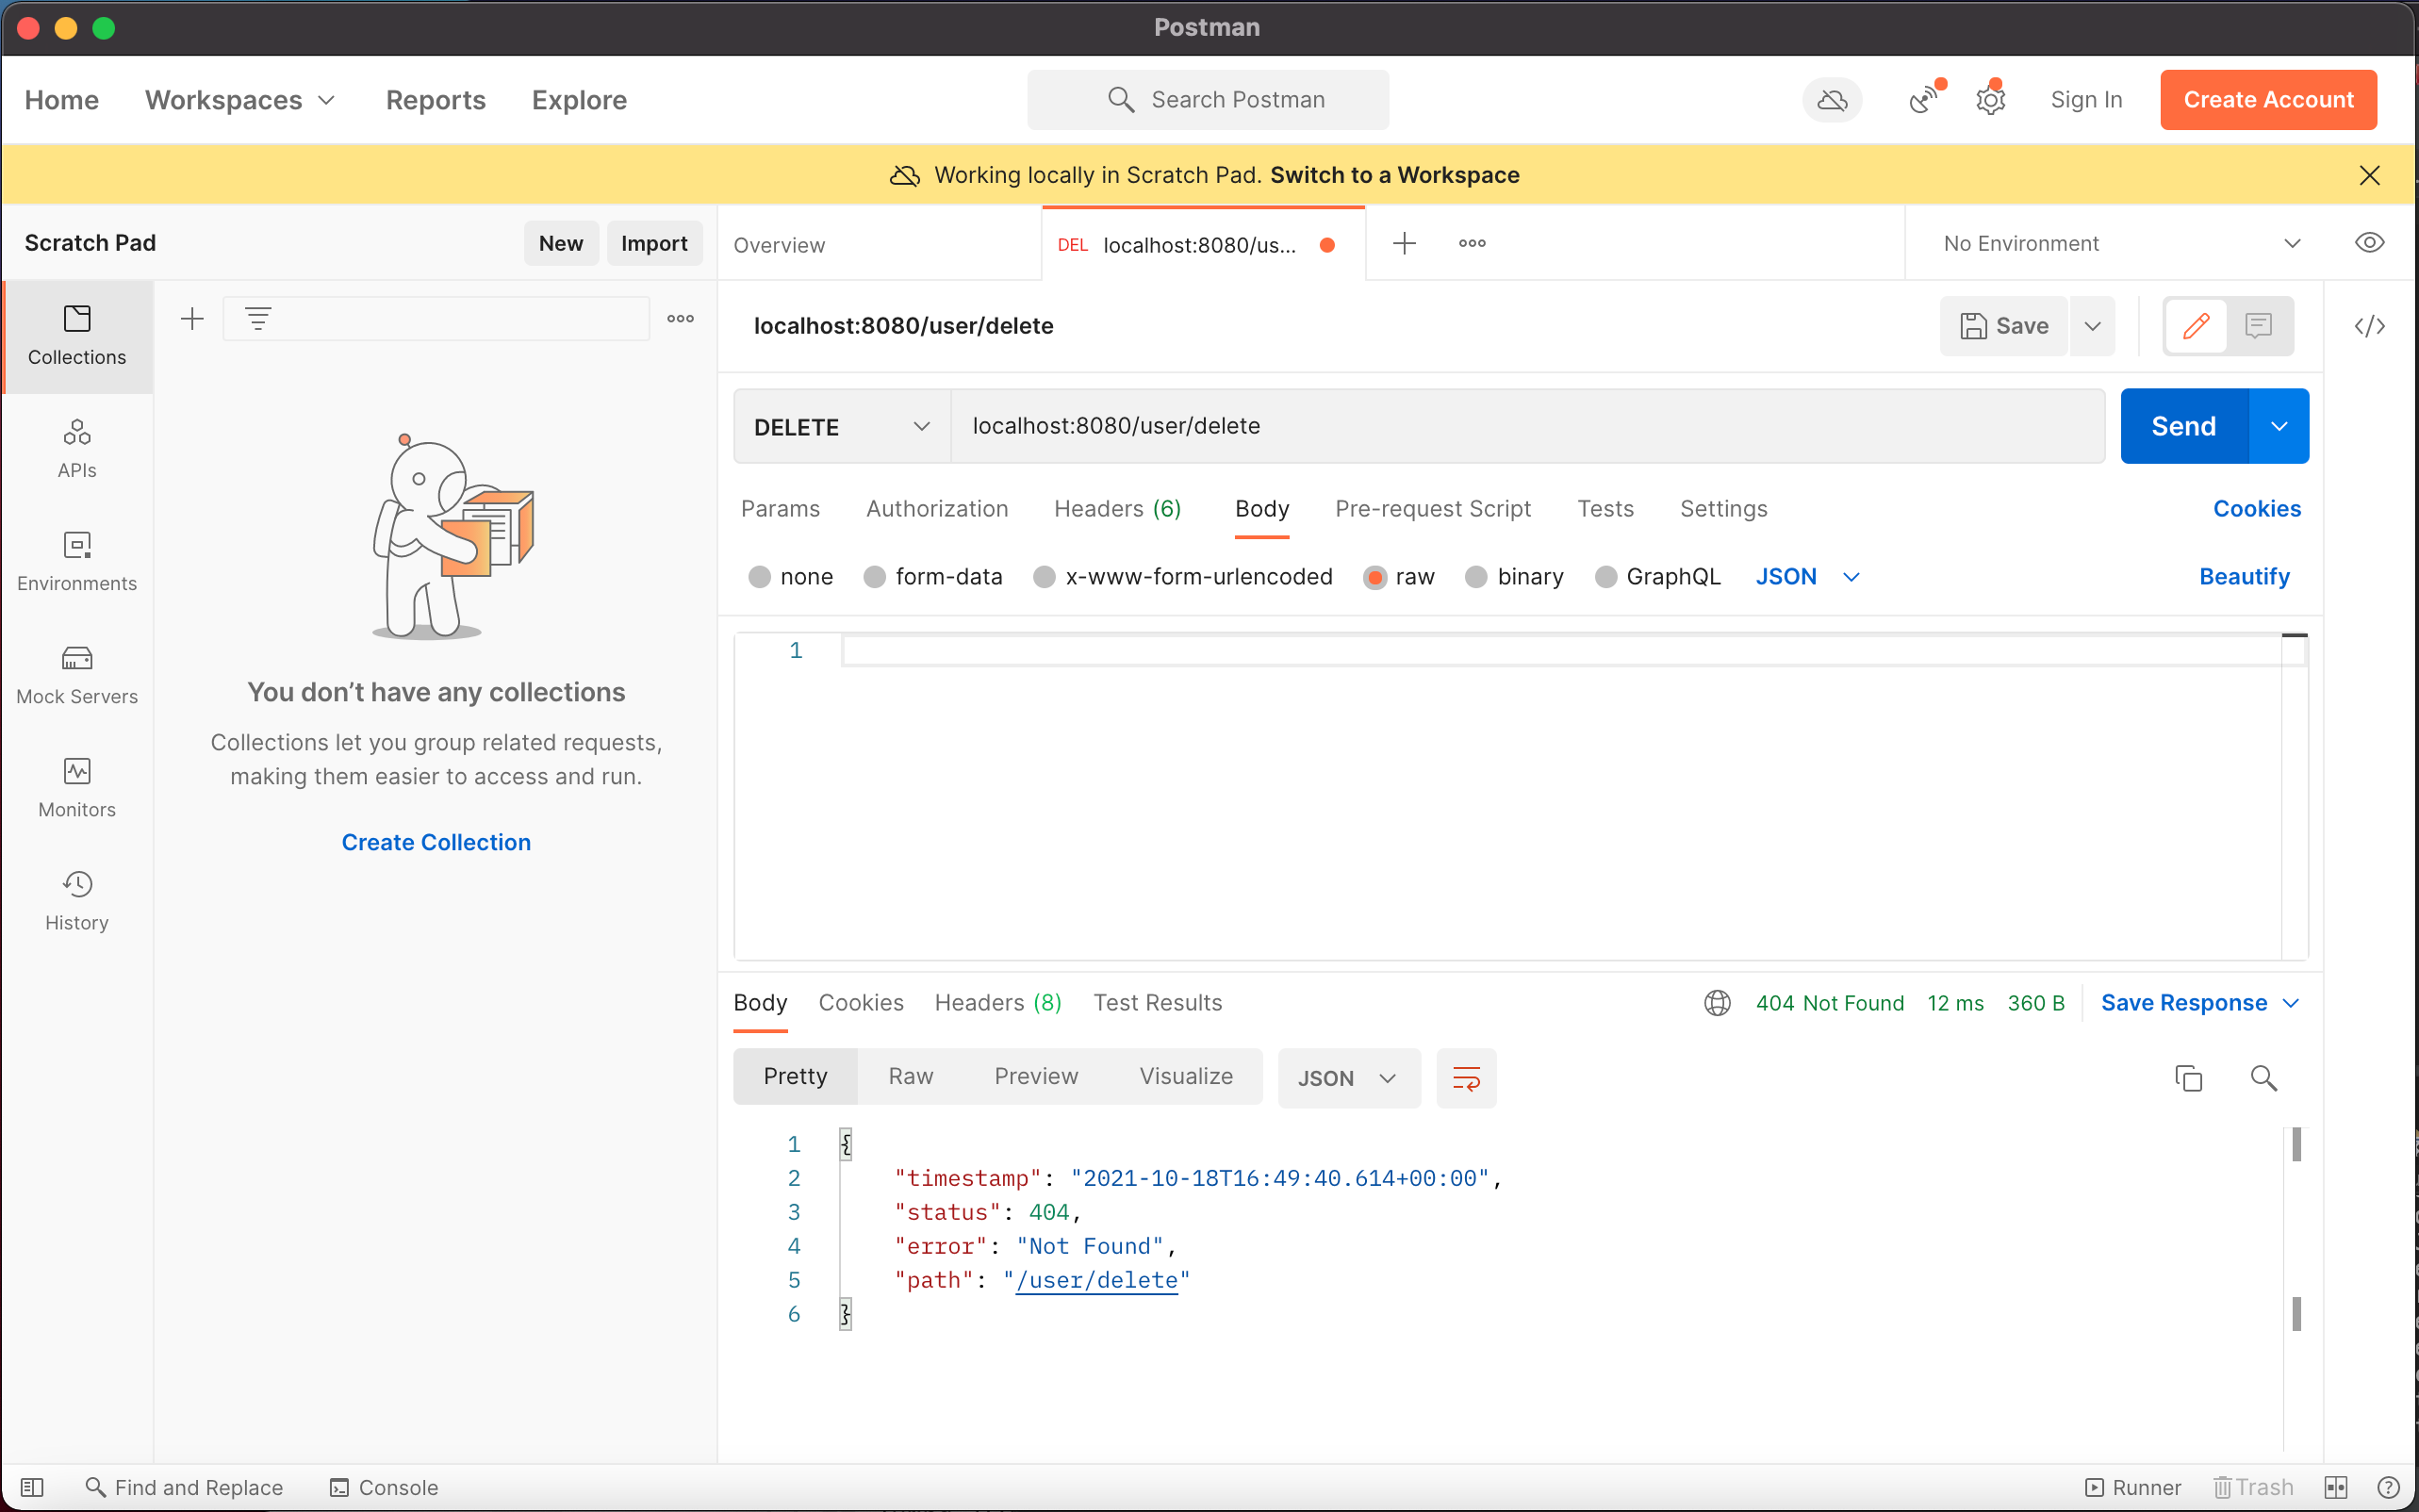 Postman
Home Workspaces Reports Explore Search Postman Sign In Create Account
Working locally in Scratch Pad. Switch to a Workspace
Scratch Pad New Import Overview DEL localhost:8080/us... No Environment
Collections
localhost:8080/user/delete Save
DELETE localhost:8080/user/delete Send
APIs
Params Authorization Headers (6) Body Pre-request Script Tests Settings Cookies
Environments
none form-data x-www-form-urlencoded raw binary GraphQL JSON Beautify
1
Mock Servers
You don’t have any collections
Collections let you group related requests,
making them easier to access and run.
Monitors
Create Collection
History
Body Cookies Headers (8) Test Results 404 Not Found 12 ms 360 B Save Response
Pretty Raw Preview Visualize JSON
1 {
2 "timestamp": "2021-10-18T16:49:40.614+00:00",
3 "status": 404,
4 "error": "Not Found",
5 "path": "/user/delete"
6 }
Find and Replace Console Runner Trash